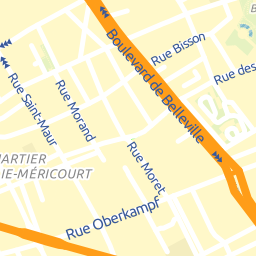 B
Boulevard de Belleville
Rue Bisson
Rue des
Rue Saint-Maur
Rue Morand
Rue Moret
ARTIER
IE-MÉRICOURT
Rue Oberkampf